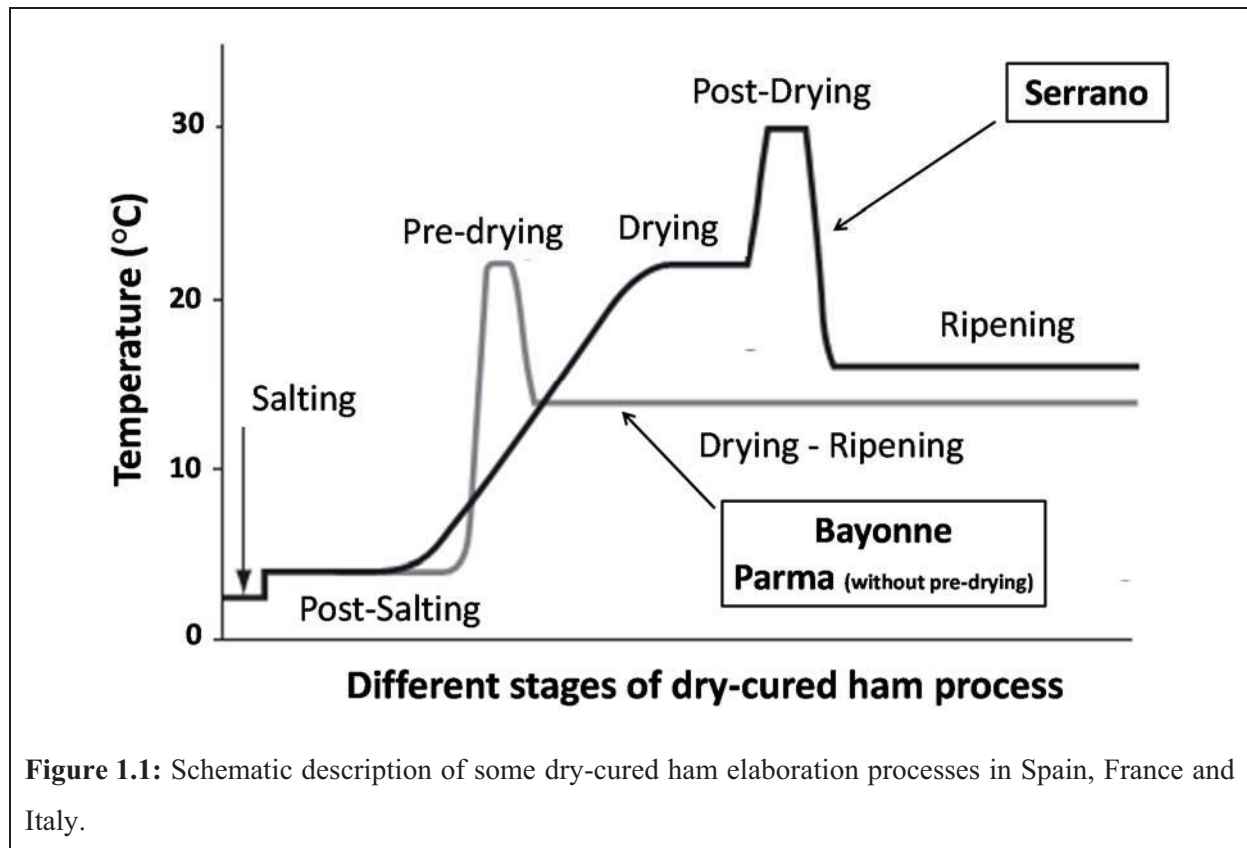 Post-Drying
Serrano
30
Pre-drying
Drying
Temperature (°C)
20
Ripening
Salting
Drying - Ripening
10
Bayonne
Parma (without pre-drying)
Post-Salting
0
Different stages of dry-cured ham process
Figure 1.1: Schematic description of some dry-cured ham elaboration processes in Spain, France and
Italy.